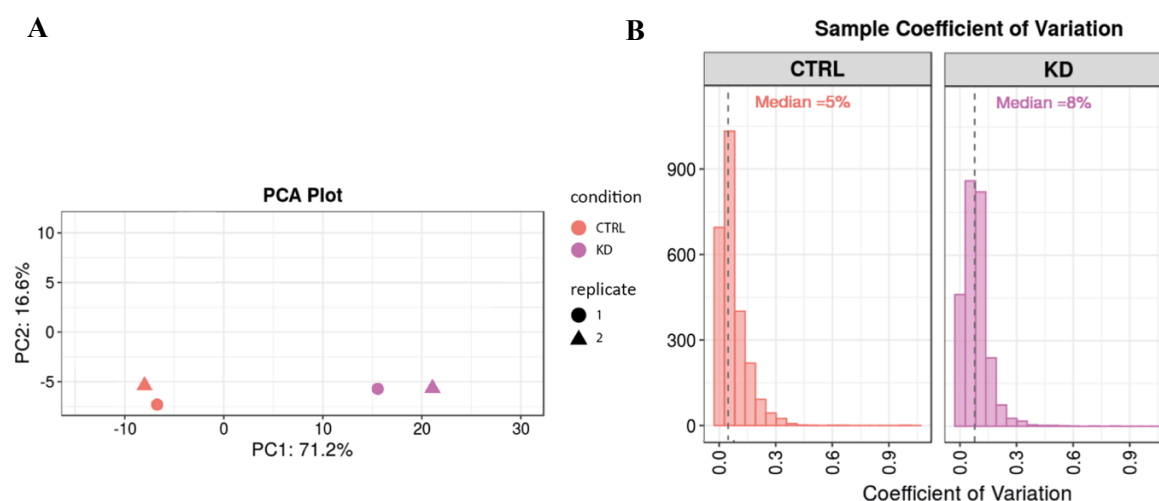 A
PCA Plot
10
5
0
-5
PC2: 16.6%
-10
0
10
20
30
PC1: 71.2%
condition
CTRL
KD
replicate
1
2
B
Sample Coefficient of Variation
CTRL
KD
Median =5%
Median =8%
900
600
300
0
0.0
0.3
0.6
0.9
0.0
0.3
0.6
0.9
Coefficient of Variation